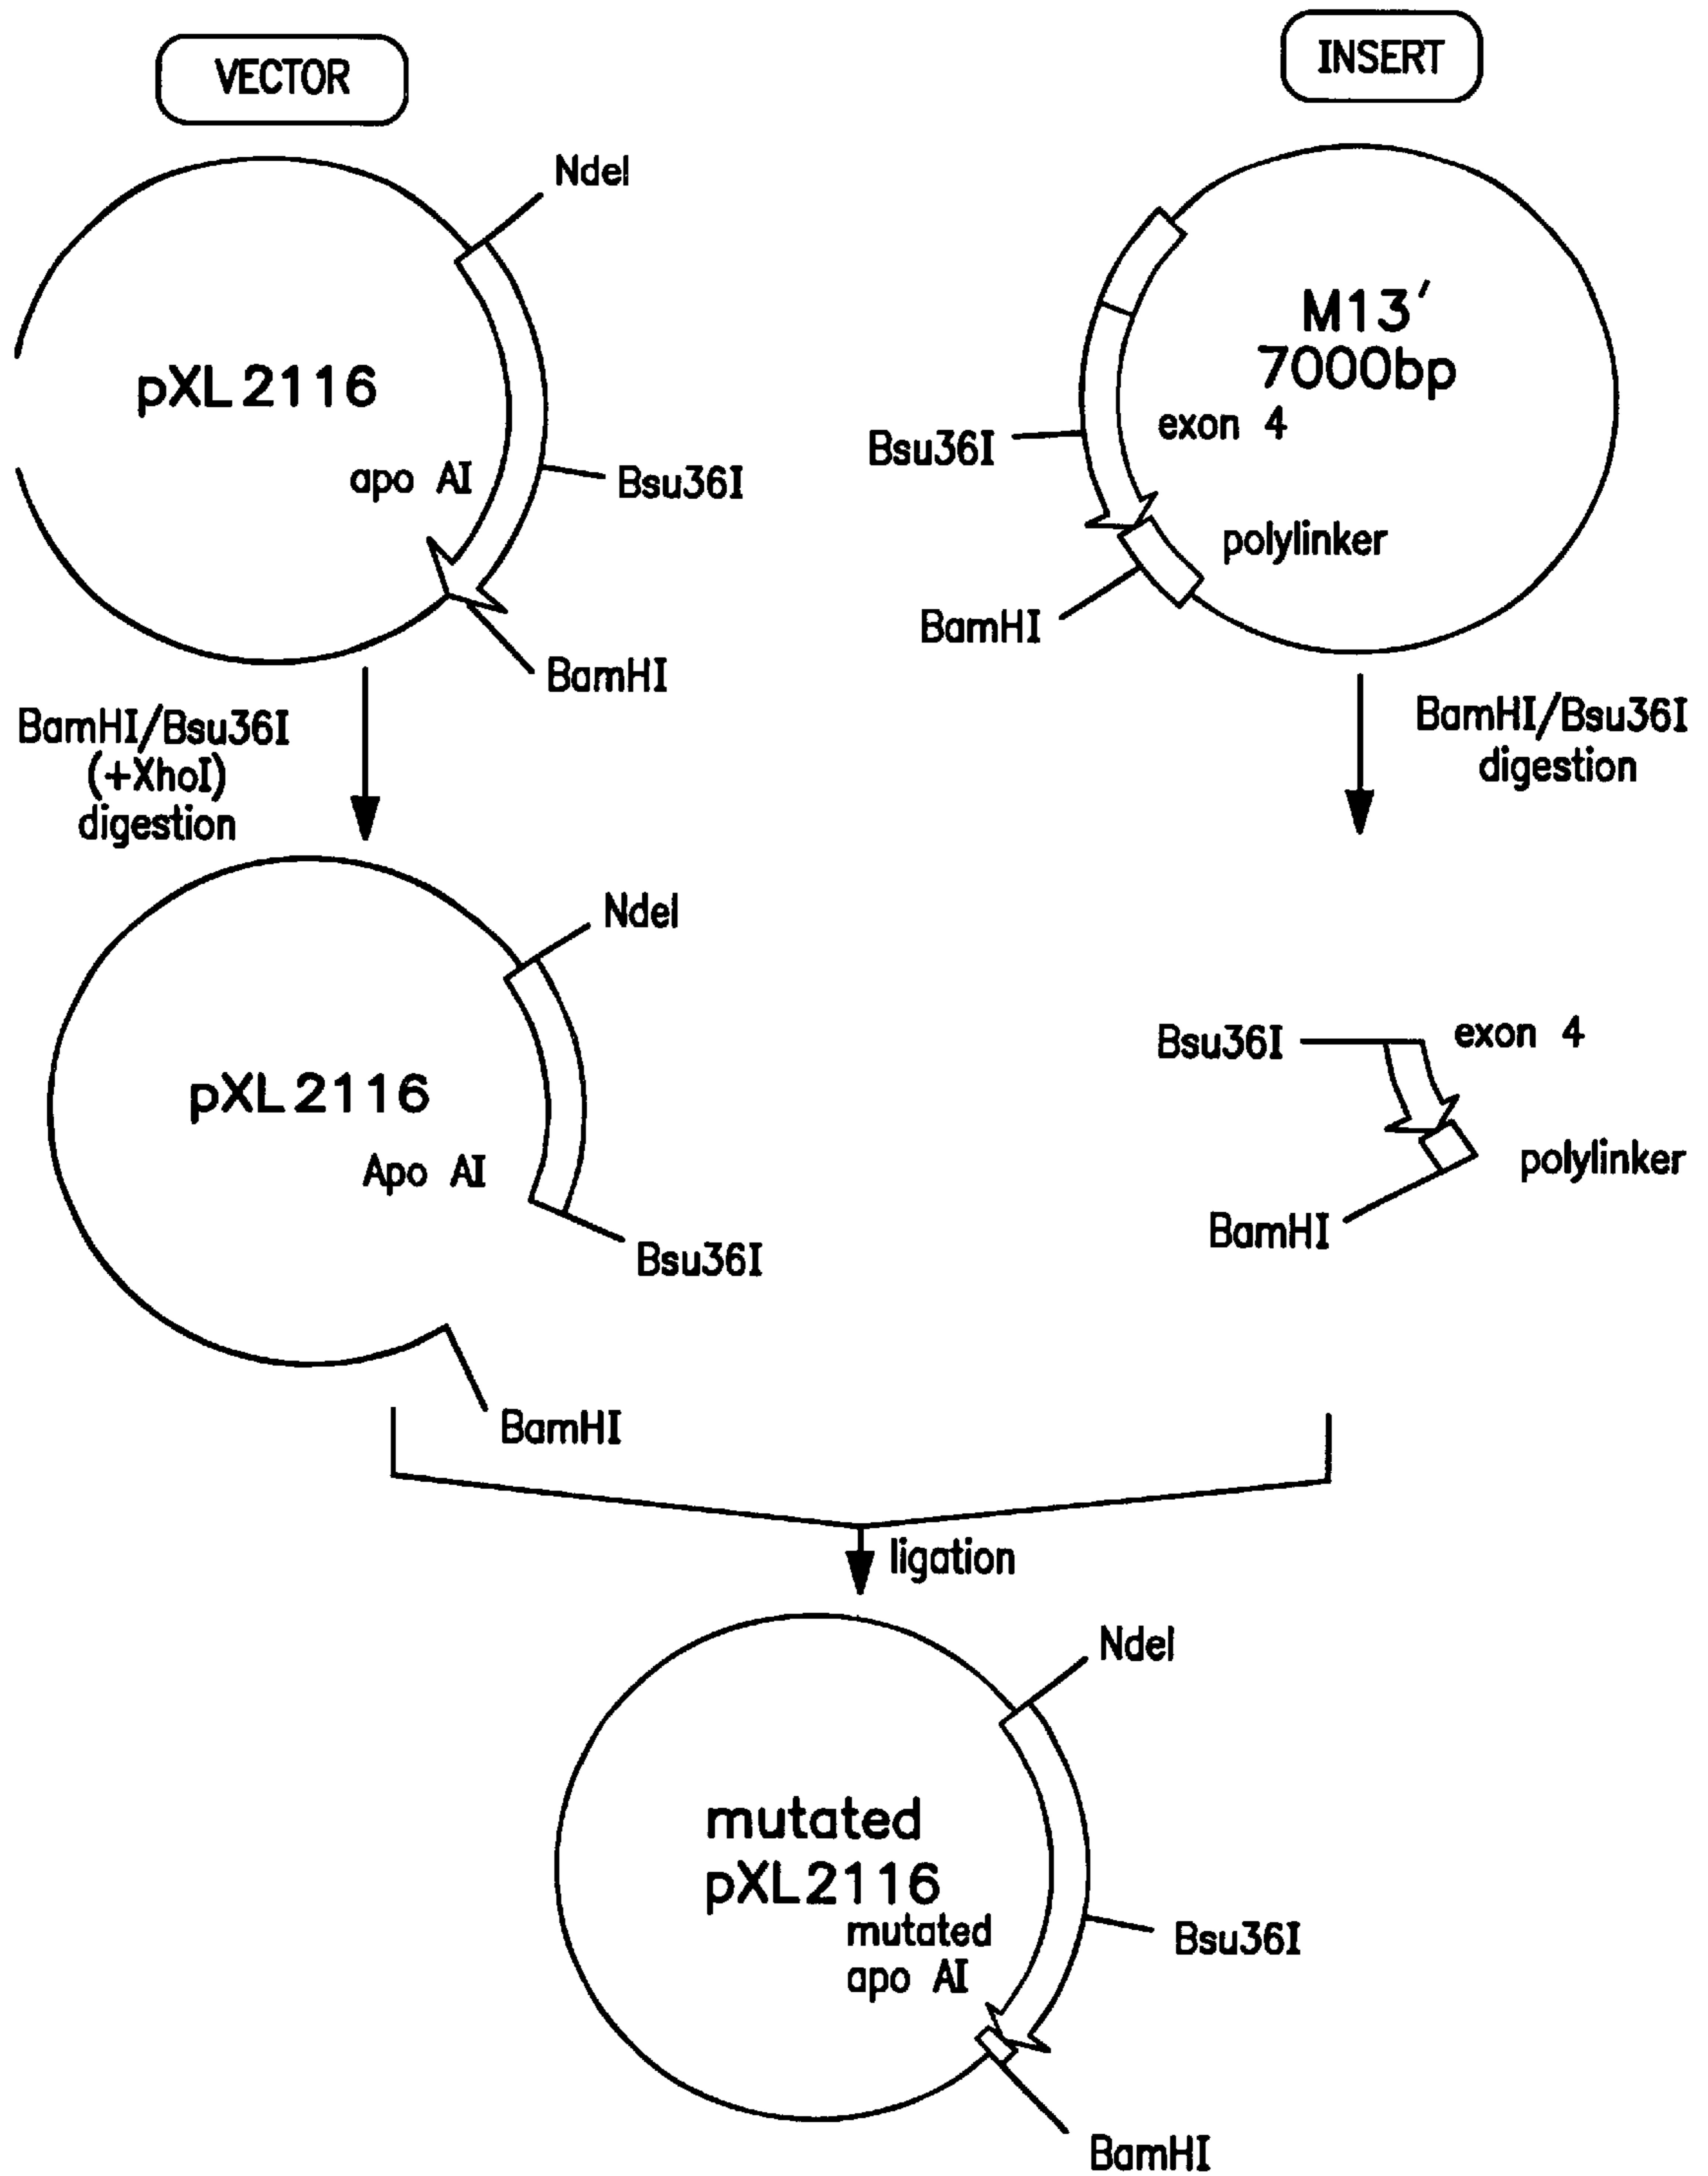 VECTOR
INSERT
NdeI
M13′
7000bp
pXL2116
exon 4
Bsu36I
apo AI
Bsu36I
polylinker
BamHI
BamHI
BamHI/Bsu36I
(+XhoI)
digestion
BamHI/Bsu36I
digestion
NdeI
Bsu36I
exon 4
pXL2116
Apo AI
polylinker
BamHI
Bsu36I
BamHI
ligation
NdeI
mutated
pXL2116
mutated
apo AI
Bsu36I
BamHI